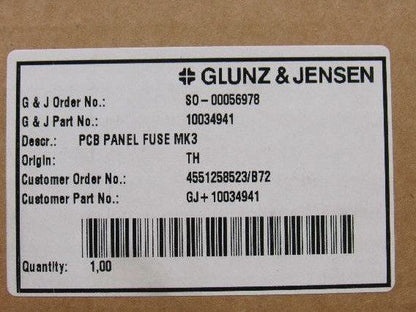 GLUNZ & JENSEN
G & J Order No.: SO-00056978
G & J Part No.: 10034941
Descr.: PCB PANEL FUSE MK3
Origin: TH
Customer Order No.: 4551258523/B72
Customer Part No.: GJ+10034941
Quantity: 1,00